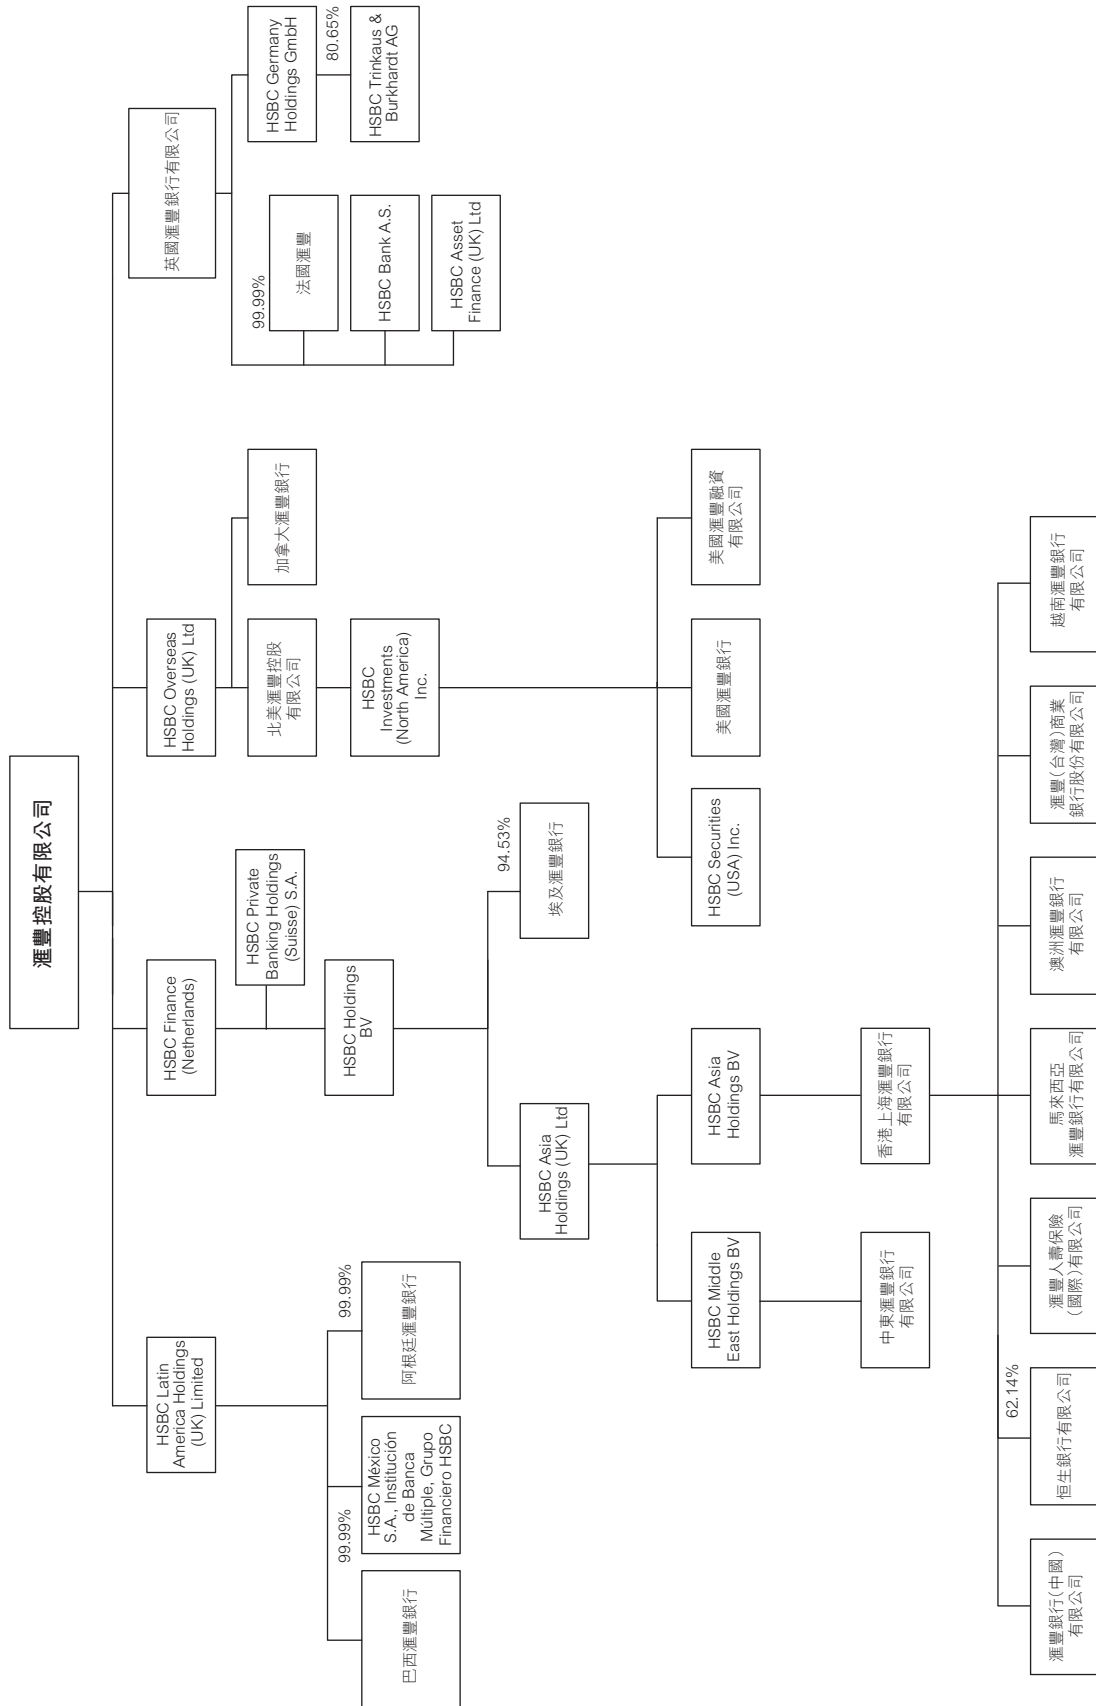 滙豐控股有限公司
HSBC Latin
America Holdings
(UK) Limited
HSBC Finance
(Netherlands)
HSBC Overseas
Holdings (UK) Ltd
英國滙豐銀行有限公司
HSBC Private
Banking Holdings
(Suisse) S.A.
加拿大滙豐銀行
北美滙豐控股
有限公司
99.99%
法國滙豐
HSBC Germany
Holdings GmbH
80.65%
HSBC Trinkaus &
Burkhardt AG
HSBC Bank A.S.
HSBC Asset
Finance (UK) Ltd
HSBC Holdings
BV
HSBC
Investments
(North America)
Inc.
99.99%
99.99%
巴西滙豐銀行
HSBC México
S.A., Institución
de Banca
Múltiple, Grupo
Financiero HSBC
阿根廷滙豐銀行
94.53%
HSBC Asia
Holdings (UK) Ltd
埃及滙豐銀行
HSBC Middle
East Holdings BV
HSBC Asia
Holdings BV
HSBC Securities
(USA) Inc.
美國滙豐銀行
美國滙豐融資
有限公司
中東滙豐銀行
有限公司
香港上海滙豐銀行
有限公司
62.14%
滙豐銀行(中國)
有限公司
恒生銀行有限公司
滙豐人壽保險
(國際)有限公司
馬來西亞
滙豐銀行有限公司
澳洲滙豐銀行
有限公司
滙豐(台灣)商業
銀行股份有限公司
越南滙豐銀行
有限公司